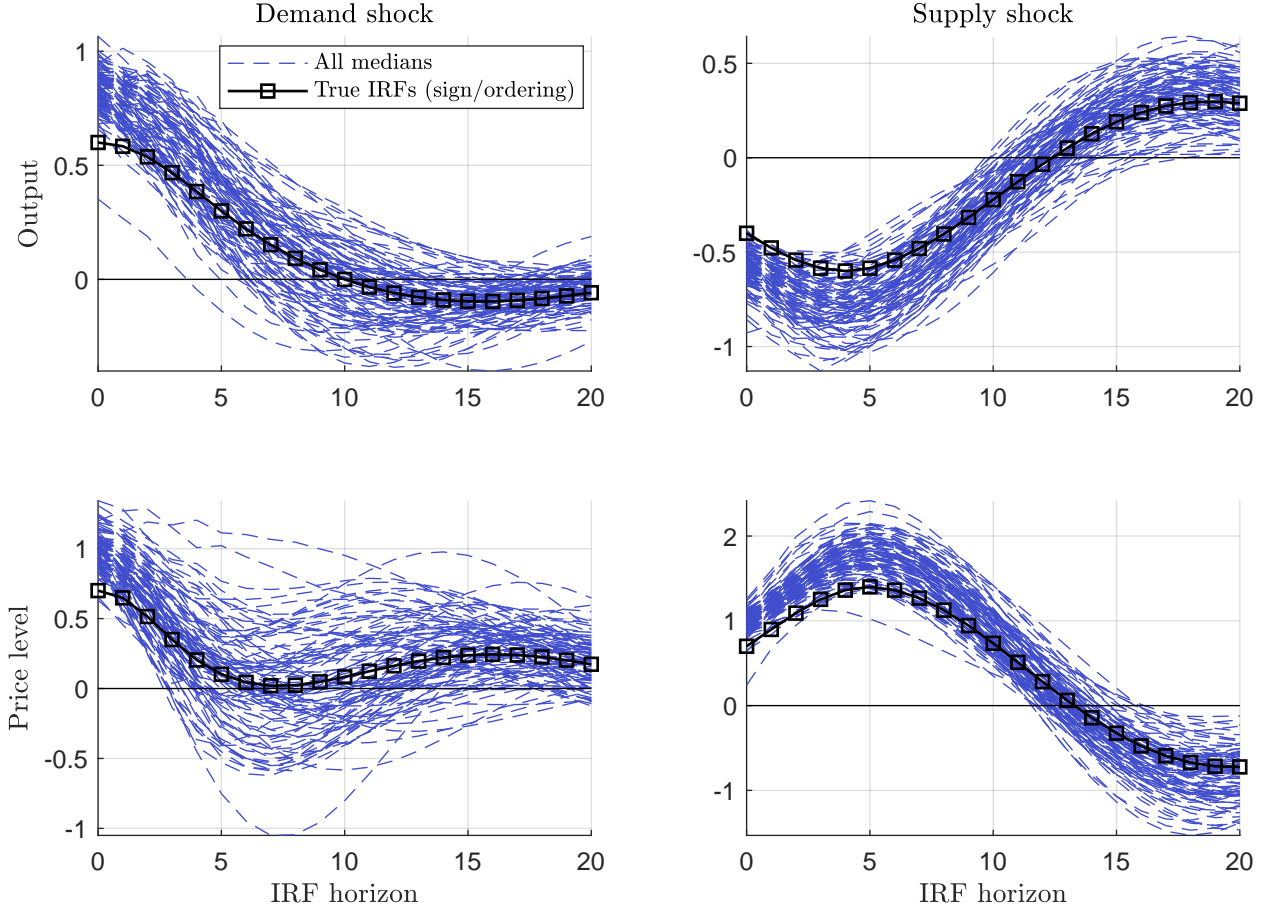 Demand shock
Supply shock
All medians
True IRFs (sign/ordering)
Output
1
0.5
0
0 5 10 15 20
0.5
0
-0.5
-1
0 5 10 15 20
Price level
1
0.5
0
-0.5
-1
0 5 10 15 20
IRF horizon
2
1
0
-1
0 5 10 15 20
IRF horizon